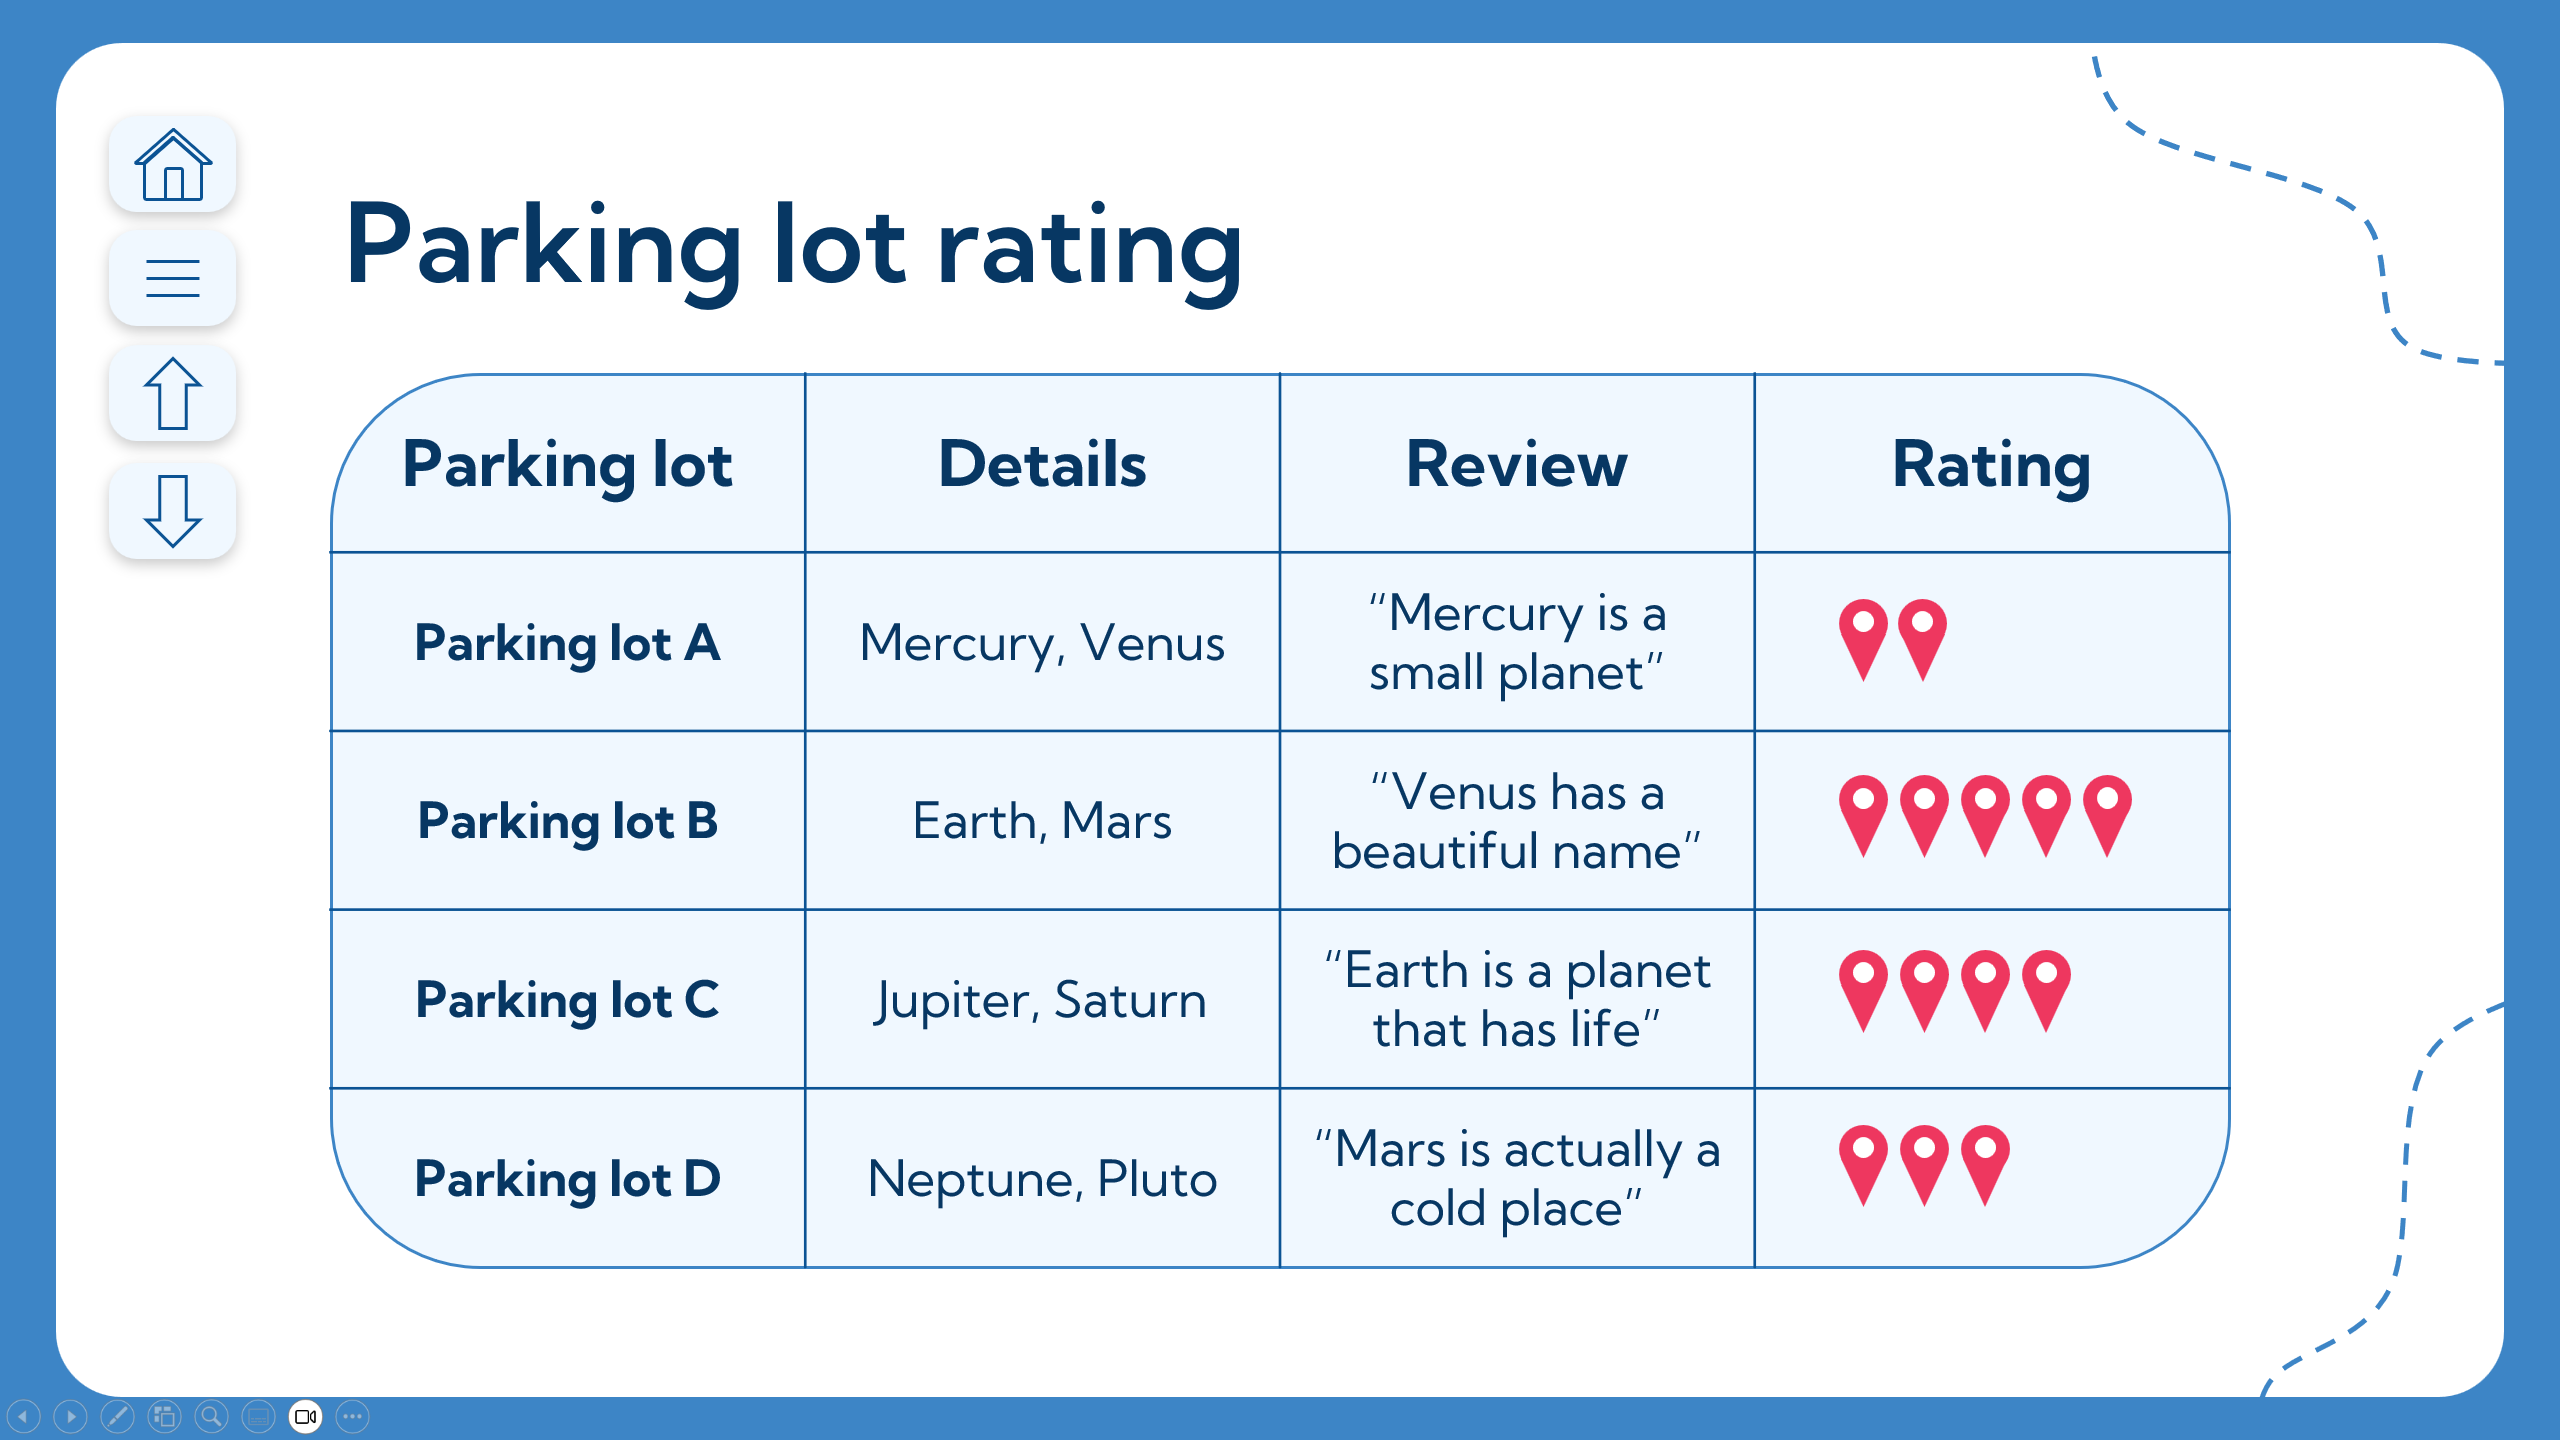 Parking lot rating
Parking lot
Details
Review
Rating
Parking lot A
Mercury, Venus
“Mercury is a
small planet”
Parking lot B
Earth, Mars
“Venus has a
beautiful name”
Parking lot C
Jupiter, Saturn
“Earth is a planet
that has life”
Parking lot D
Neptune, Pluto
“Mars is actually a
cold place”